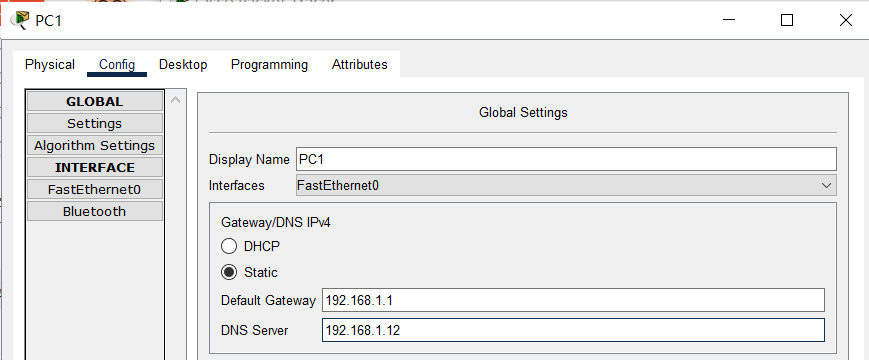 PC1
Physical Config Desktop Programming Attributes
GLOBAL
Settings
Algorithm Settings
INTERFACE
FastEthernet0
Bluetooth
Global Settings
Display Name PC1
Interfaces FastEthernet0
Gateway/DNS IPv4
DHCP
Static
Default Gateway 192.168.1.1
DNS Server 192.168.1.12